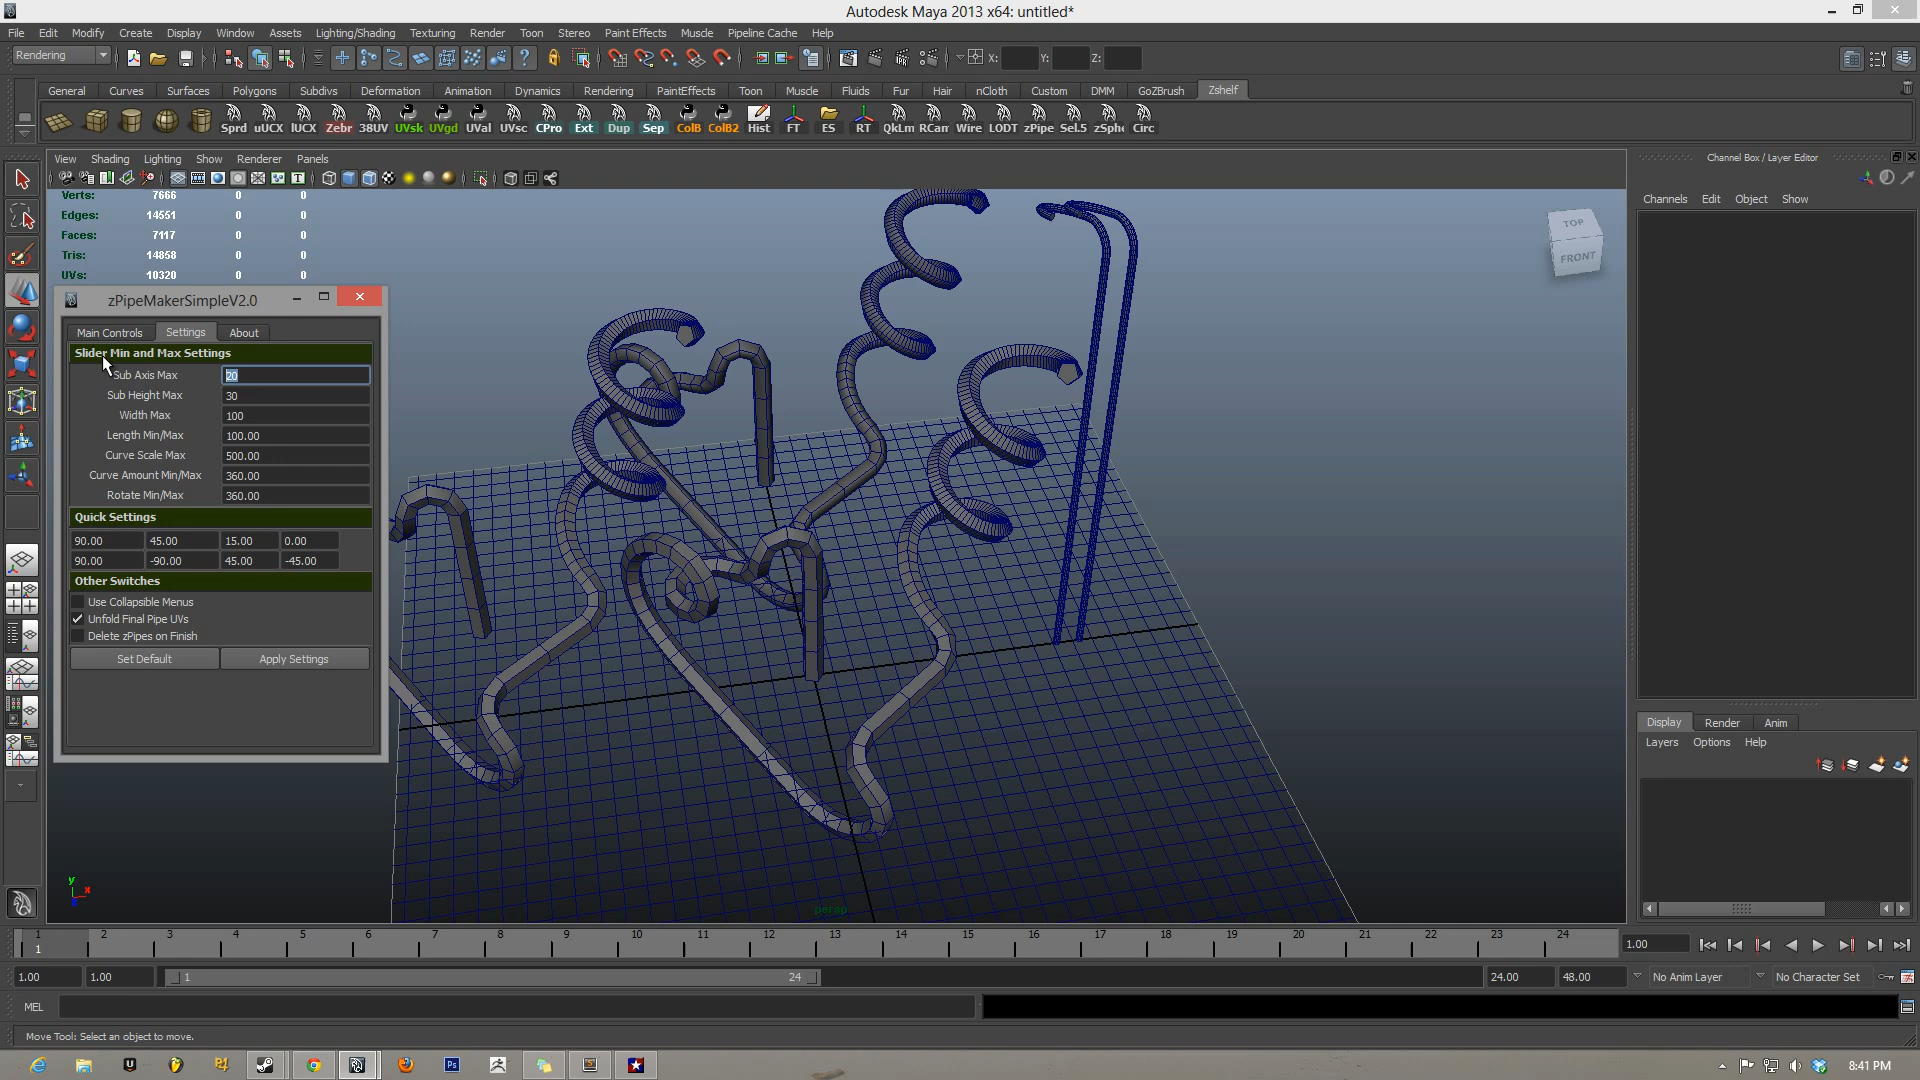 Autodesk Maya 2013 x64: untitled*
File Edit Modify Create Display Window Assets Lighting/Shading Texturing Render Toon Stereo Paint Effects Muscle Pipeline Cache Help
Rendering X: Y: Z:
General Curves Surfaces Polygons Subdivs Deformation Animation Dynamics Rendering PaintEffects Toon Muscle Fluids Fur Hair nCloth Custom DMM GoZBrush Zshelf
Sprd uUCX lUCX Zebr 38UV UVsk UVgd UVal UVsc CPro Ext Dup Sep ColB ColB2 Hist FT ES RT QkLm RCam Wire LODT zPipe Sel.5 zSphe Circ
View Shading Lighting Show Renderer Panels
Channel Box / Layer Editor
Channels Edit Object Show
Verts: 7666 0 0
Edges: 14551 0 0
Faces: 7117 0 0
Tris: 14858 0 0
UVs: 10320 0 0
TOP
FRONT
zPipeMakerSimpleV2.0
Main Controls Settings About
Slider Min and Max Settings
Sub Axis Max 20
Sub Height Max 30
Width Max 100
Length Min/Max 100.00
Curve Scale Max 500.00
Curve Amount Min/Max 360.00
Rotate Min/Max 360.00
Quick Settings
90.00 45.00 15.00 0.00
90.00 -90.00 45.00 -45.00
Other Switches
Use Collapsible Menus
Unfold Final Pipe UVs
Delete zPipes on Finish
Set Default Apply Settings
Display Render Anim
Layers Options Help
y
x
persp
1 2 3 4 5 6 7 8 9 10 11 12 13 14 15 16 17 18 19 20 21 22 23 24
1 1.00
1.00 1.00 1 24 24.00 48.00 No Anim Layer No Character Set
MEL
Move Tool: Select an object to move.
Ps
8:41 PM